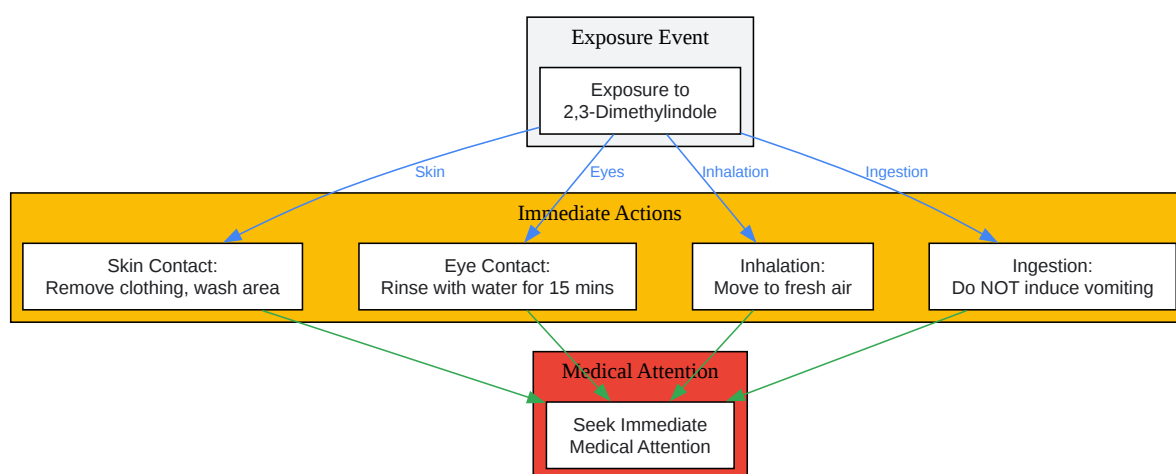 Exposure Event
Exposure to
2,3-Dimethylindole
Skin
Eyes
Inhalation
Ingestion
Immediate Actions
Skin Contact:
Remove clothing, wash area
Eye Contact:
Rinse with water for 15 mins
Inhalation:
Move to fresh air
Ingestion:
Do NOT induce vomiting
Medical Attention
Seek Immediate
Medical Attention